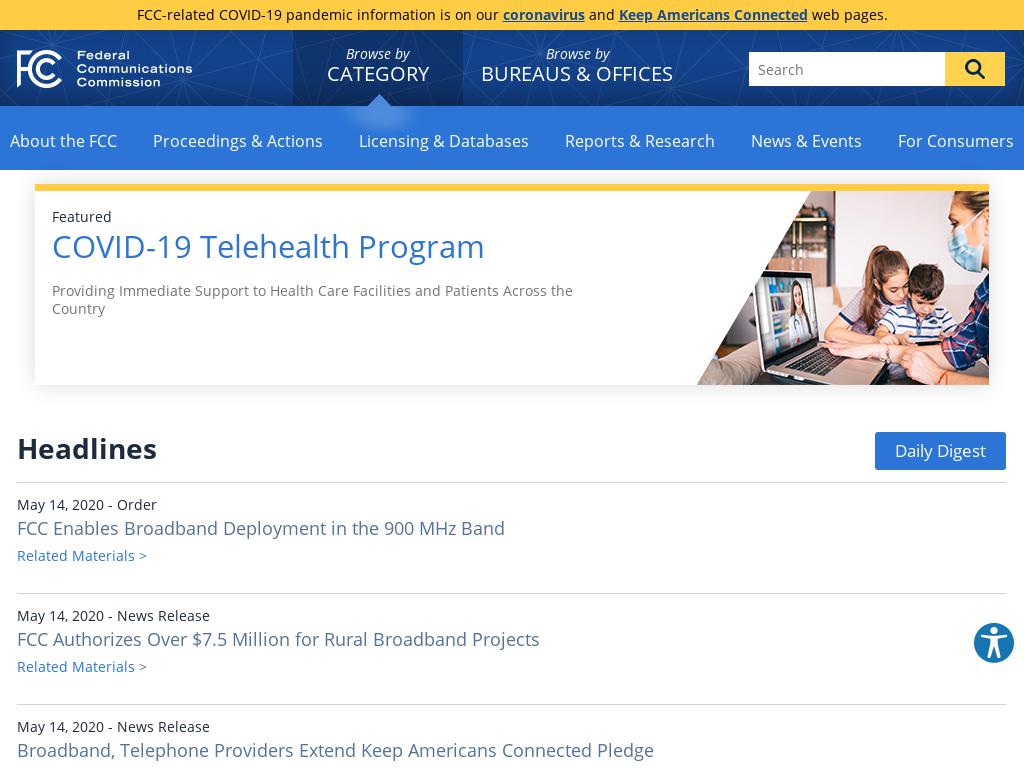 FCC-related COVID-19 pandemic information is on our coronavirus and Keep Americans Connected web pages.
Federal
Communications
Commission
Browse by
CATEGORY
Browse by
BUREAUS & OFFICES
Search
About the FCC
Proceedings & Actions
Licensing & Databases
Reports & Research
News & Events
For Consumers
Featured
COVID-19 Telehealth Program
Providing Immediate Support to Health Care Facilities and Patients Across the
Country
Headlines
Daily Digest
May 14, 2020 - Order
FCC Enables Broadband Deployment in the 900 MHz Band
Related Materials >
May 14, 2020 - News Release
FCC Authorizes Over $7.5 Million for Rural Broadband Projects
Related Materials >
May 14, 2020 - News Release
Broadband, Telephone Providers Extend Keep Americans Connected Pledge